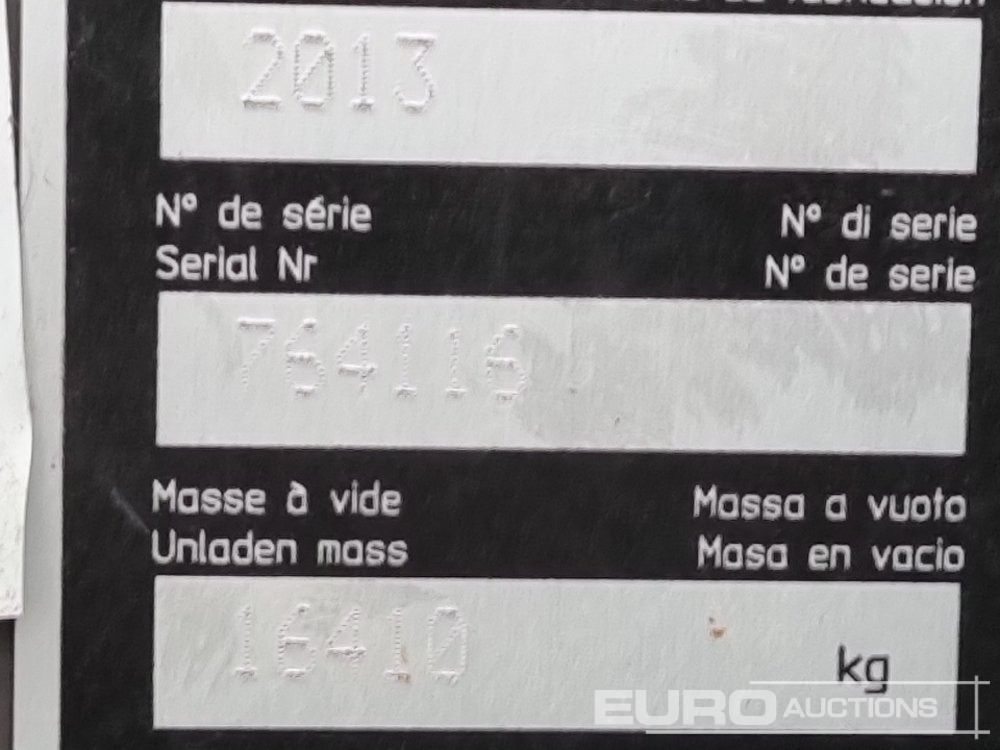 2013
N° de série N° di serie
Serial Nr N° de serie
764116
Masse à vide Massa a vuoto
Unladen mass Masa en vacio
16410 kg
EURO AUCTIONS